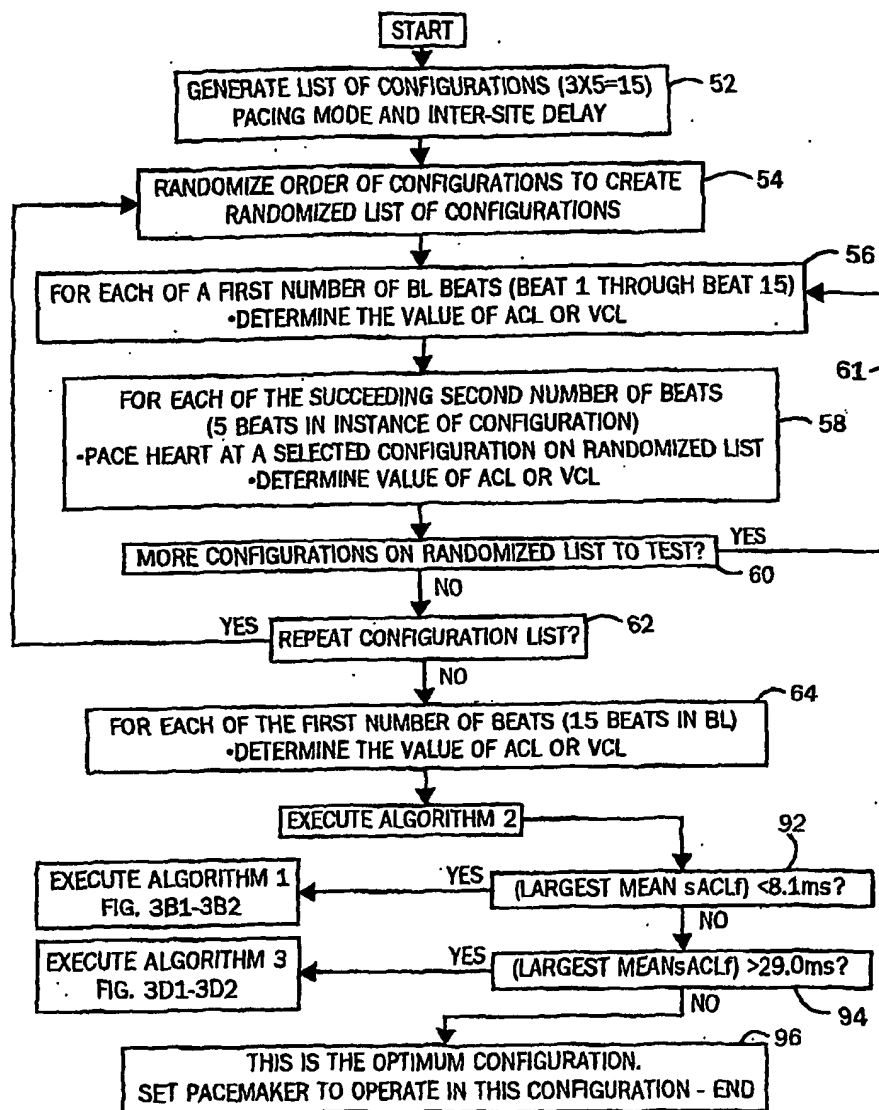 START
GENERATE LIST OF CONFIGURATIONS (3X5=15)
PACING MODE AND INTER-SITE DELAY
52
RANDOMIZE ORDER OF CONFIGURATIONS TO CREATE
RANDOMIZED LIST OF CONFIGURATIONS
54
56
FOR EACH OF A FIRST NUMBER OF BL BEATS (BEAT 1 THROUGH BEAT 15)
•DETERMINE THE VALUE OF ACL OR VCL
61
FOR EACH OF THE SUCCEEDING SECOND NUMBER OF BEATS
(5 BEATS IN INSTANCE OF CONFIGURATION)
•PACE HEART AT A SELECTED CONFIGURATION ON RANDOMIZED LIST
•DETERMINE VALUE OF ACL OR VCL
58
MORE CONFIGURATIONS ON RANDOMIZED LIST TO TEST?
YES
60
NO
YES
REPEAT CONFIGURATION LIST?
62
NO
64
FOR EACH OF THE FIRST NUMBER OF BEATS (15 BEATS IN BL)
•DETERMINE THE VALUE OF ACL OR VCL
EXECUTE ALGORITHM 2
92
EXECUTE ALGORITHM 1
FIG. 3B1-3B2
YES
(LARGEST MEAN sACLf) <8.1ms?
NO
EXECUTE ALGORITHM 3
FIG. 3D1-3D2
YES
(LARGEST MEANsACLf) >29.0ms?
NO
94
96
THIS IS THE OPTIMUM CONFIGURATION.
SET PACEMAKER TO OPERATE IN THIS CONFIGURATION - END